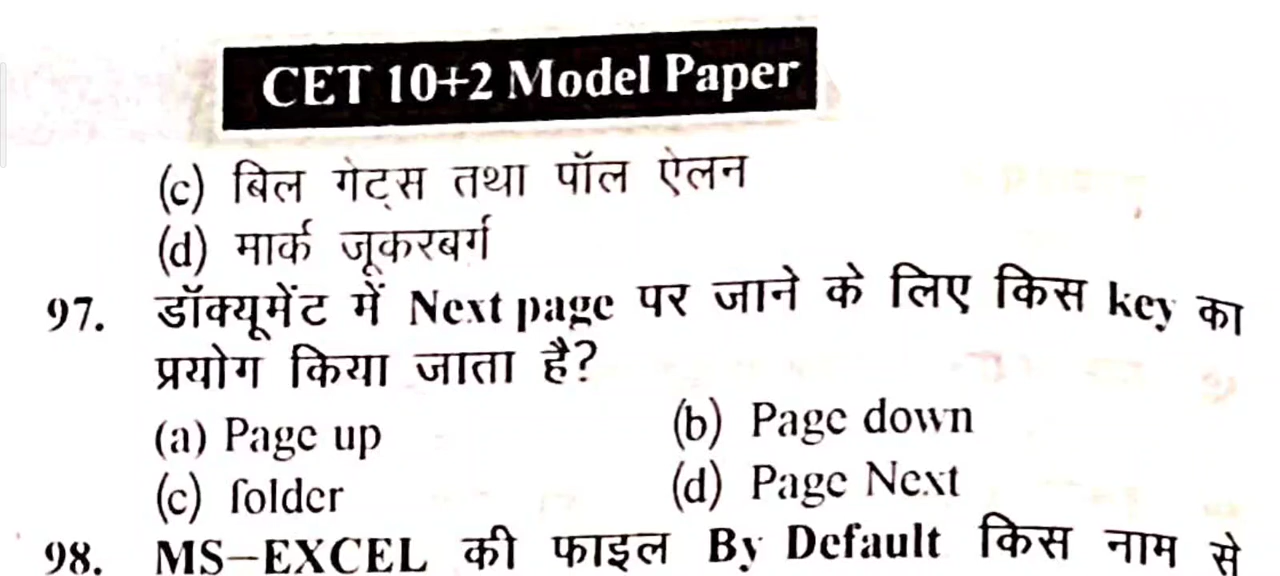 CET 10+2 Model Paper
(c) बिल गेट्स तथा पॉल ऐलन
(d) मार्क जूकरबर्ग
97. डॉक्यूमेंट में Next page पर जाने के लिए किस key का
प्रयोग किया जाता है?
(a) Page up (b) Page down
(c) folder (d) Page Next
98. MS-EXCEL की फाइल By Default किस नाम से